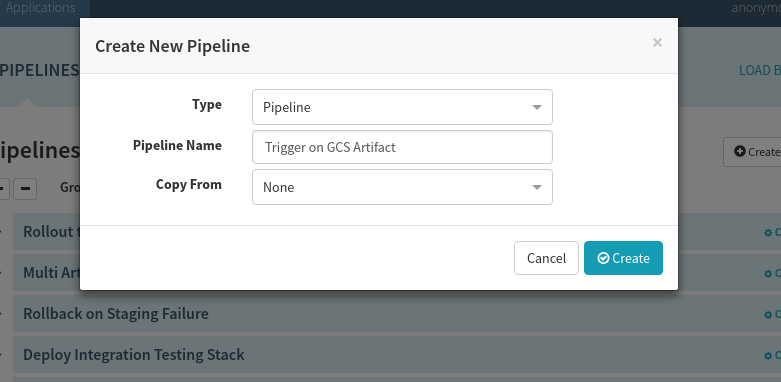 Applications
anonymo
PIPELINES
LOAD B
Create New Pipeline
×
Type
Pipeline
Pipeline Name
Trigger on GCS Artifact
Copy From
None
Cancel
Create
ipelines
Create
Gro
Rollout t
C
Multi Art
C
Rollback on Staging Failure
C
Deploy Integration Testing Stack
C